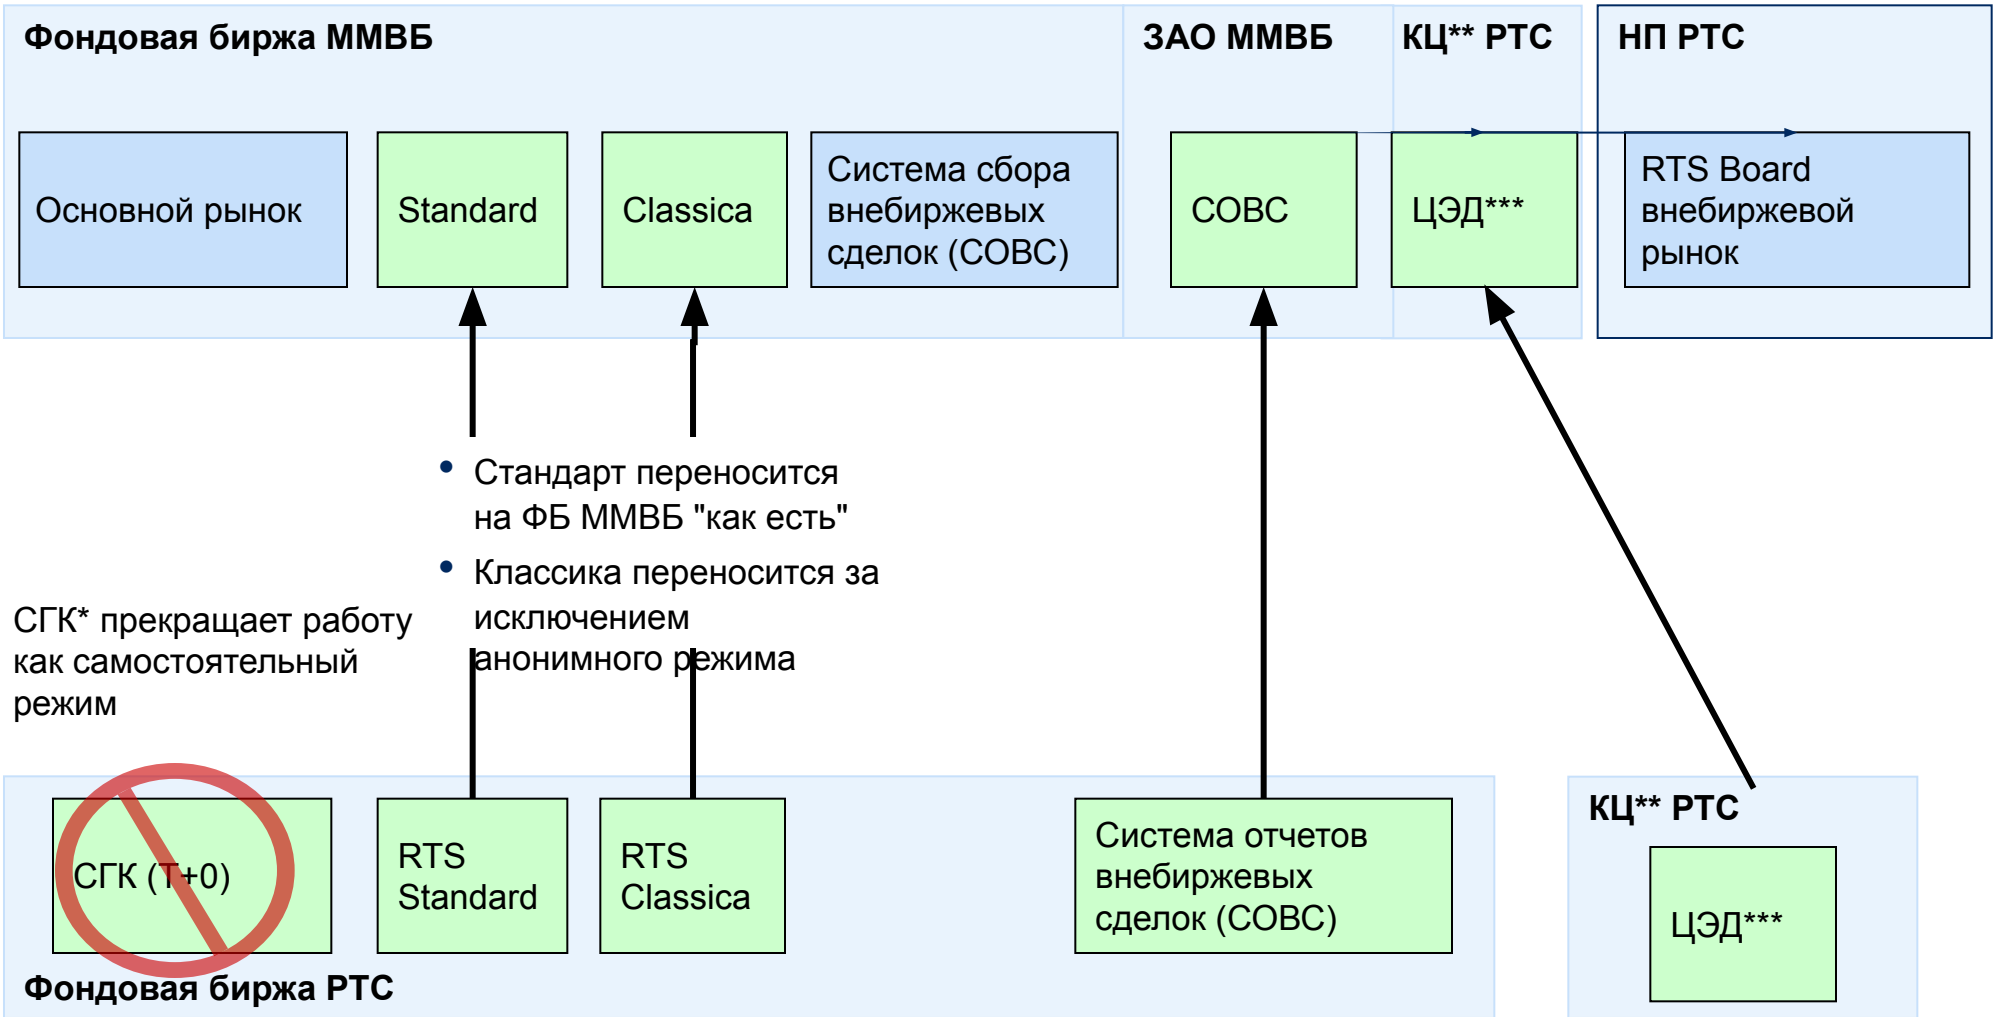 Фондовая биржа ММВБ
ЗАО ММВБ
КЦ** РТС
НП РТС
Основной рынок
Standard
Classica
Система сбора
внебиржевых
сделок (СОВС)
СОВС
ЦЭД***
RTS Board
внебиржевой
рынок
• Стандарт переносится
на ФБ ММВБ "как есть"
• Классика переносится за
исключением
анонимного режима
СГК* прекращает работу
как самостоятельный
режим
СГК (Т+0)
RTS
Standard
RTS
Classica
Система отчетов
внебиржевых
сделок (СОВС)
Фондовая биржа РТС
КЦ** РТС
ЦЭД***